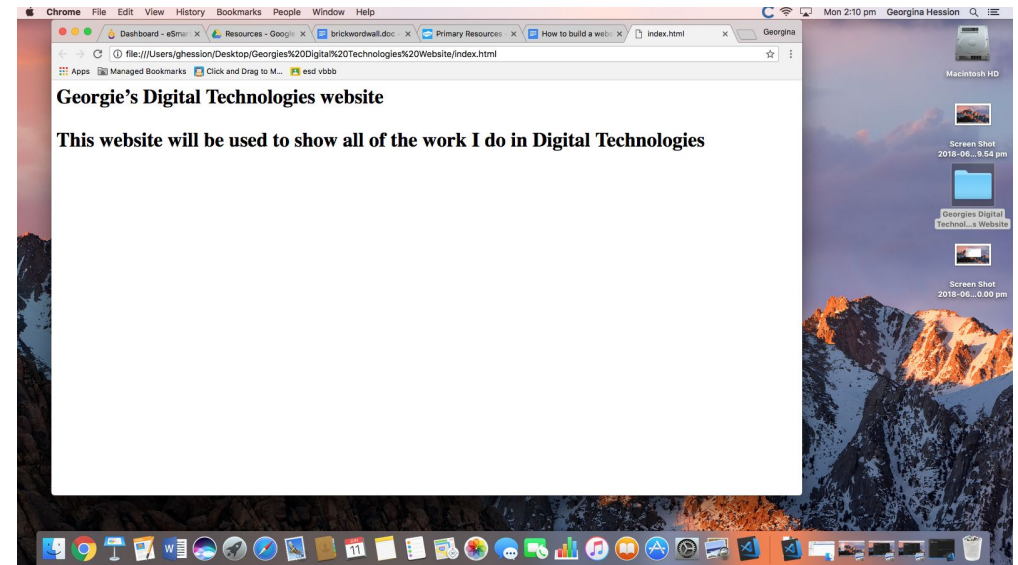 Chrome File Edit View History Bookmarks People Window Help Mon 2:10 pm Georgina Hession
Dashboard - eSmar Resources - Google brickwordwall.doc - Primary Resources - How to build a webs index.html Georgina
file:///Users/ghession/Desktop/Georgies%20Digital%20Technologies%20Website/index.html
Apps Managed Bookmarks Click and Drag to M... esd vbbb
Georgie’s Digital Technologies website
This website will be used to show all of the work I do in Digital Technologies
Macintosh HD
Screen Shot
2018-06...9.54 pm
Georgies Digital
Technol...s Website
Screen Shot
2018-06...0.00 pm
11